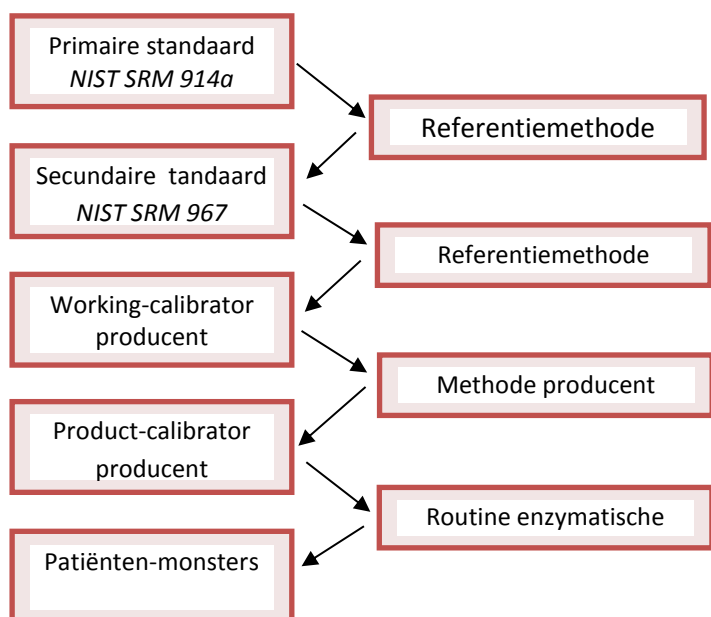 Primaire standaard
NIST SRM 914a
Referentiemethode
Secundaire tandaard
NIST SRM 967
Referentiemethode
Working-calibrator
producent
Methode producent
Product-calibrator
producent
Routine enzymatische
Patiënten-monsters